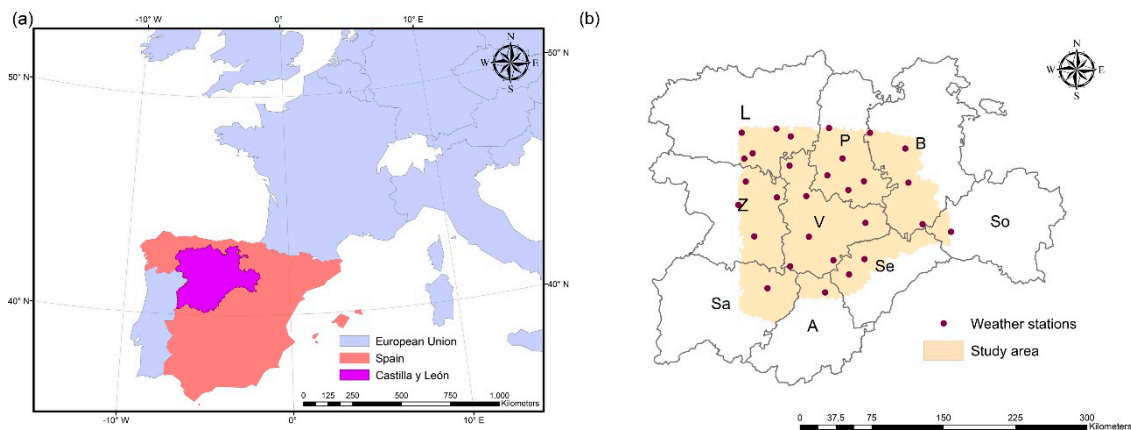 (a)
-10° W
0°
10° E
N
W E
S
50° N
50° N
40° N
40° N
European Union
Spain
Castilla y León
0 125 250 500 750 1.000
Kilometers
-10° W
0°
10° E
(b)
N
W E
S
L
P
B
Z
V
So
Se
Sa
A
Weather stations
Study area
0 37,5 75 150 225 300
Kilometers